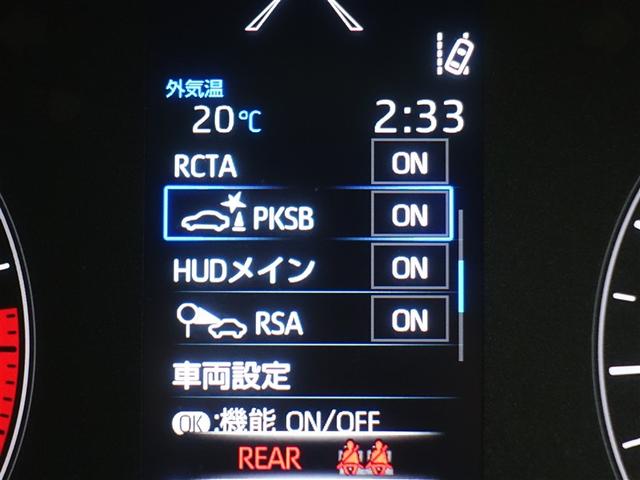 外気温
20℃ 2:33
RCTA ON
PKSB ON
HUDメイン ON
RSA ON
車両設定
OK:機能 ON/OFF
REAR